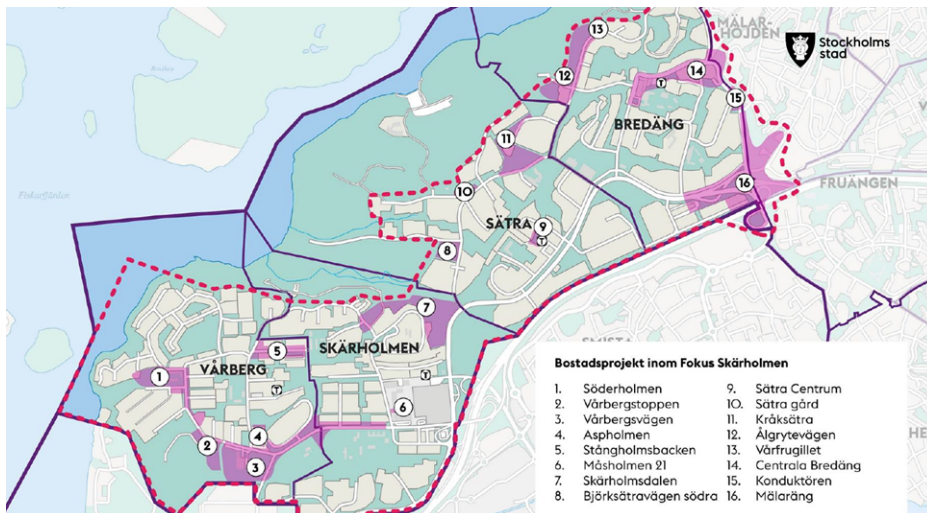 MÄLAR-
HÖJDEN
Stockholms
stad
13
12
14
15
BREDÄNG
T
11
16
FRUÄNGEN
10
SÄTRA
9
T
8
7
SKÄRHOLMEN
SMISTA
5
VÅRBERG
1
T
T
6
2
4
3
Bostadsprojekt inom Fokus Skärholmen
1. Söderholmen
2. Vårbergstoppen
3. Vårbergsvägen
4. Aspholmen
5. Stångholmsbacken
6. Måsholmen 21
7. Skärholmsdalen
8. Björksätravägen södra
9. Sätra Centrum
10. Sätra gård
11. Kråksätra
12. Ålgrytevägen
13. Vårfrugillet
14. Centrala Bredäng
15. Konduktören
16. Mälaräng